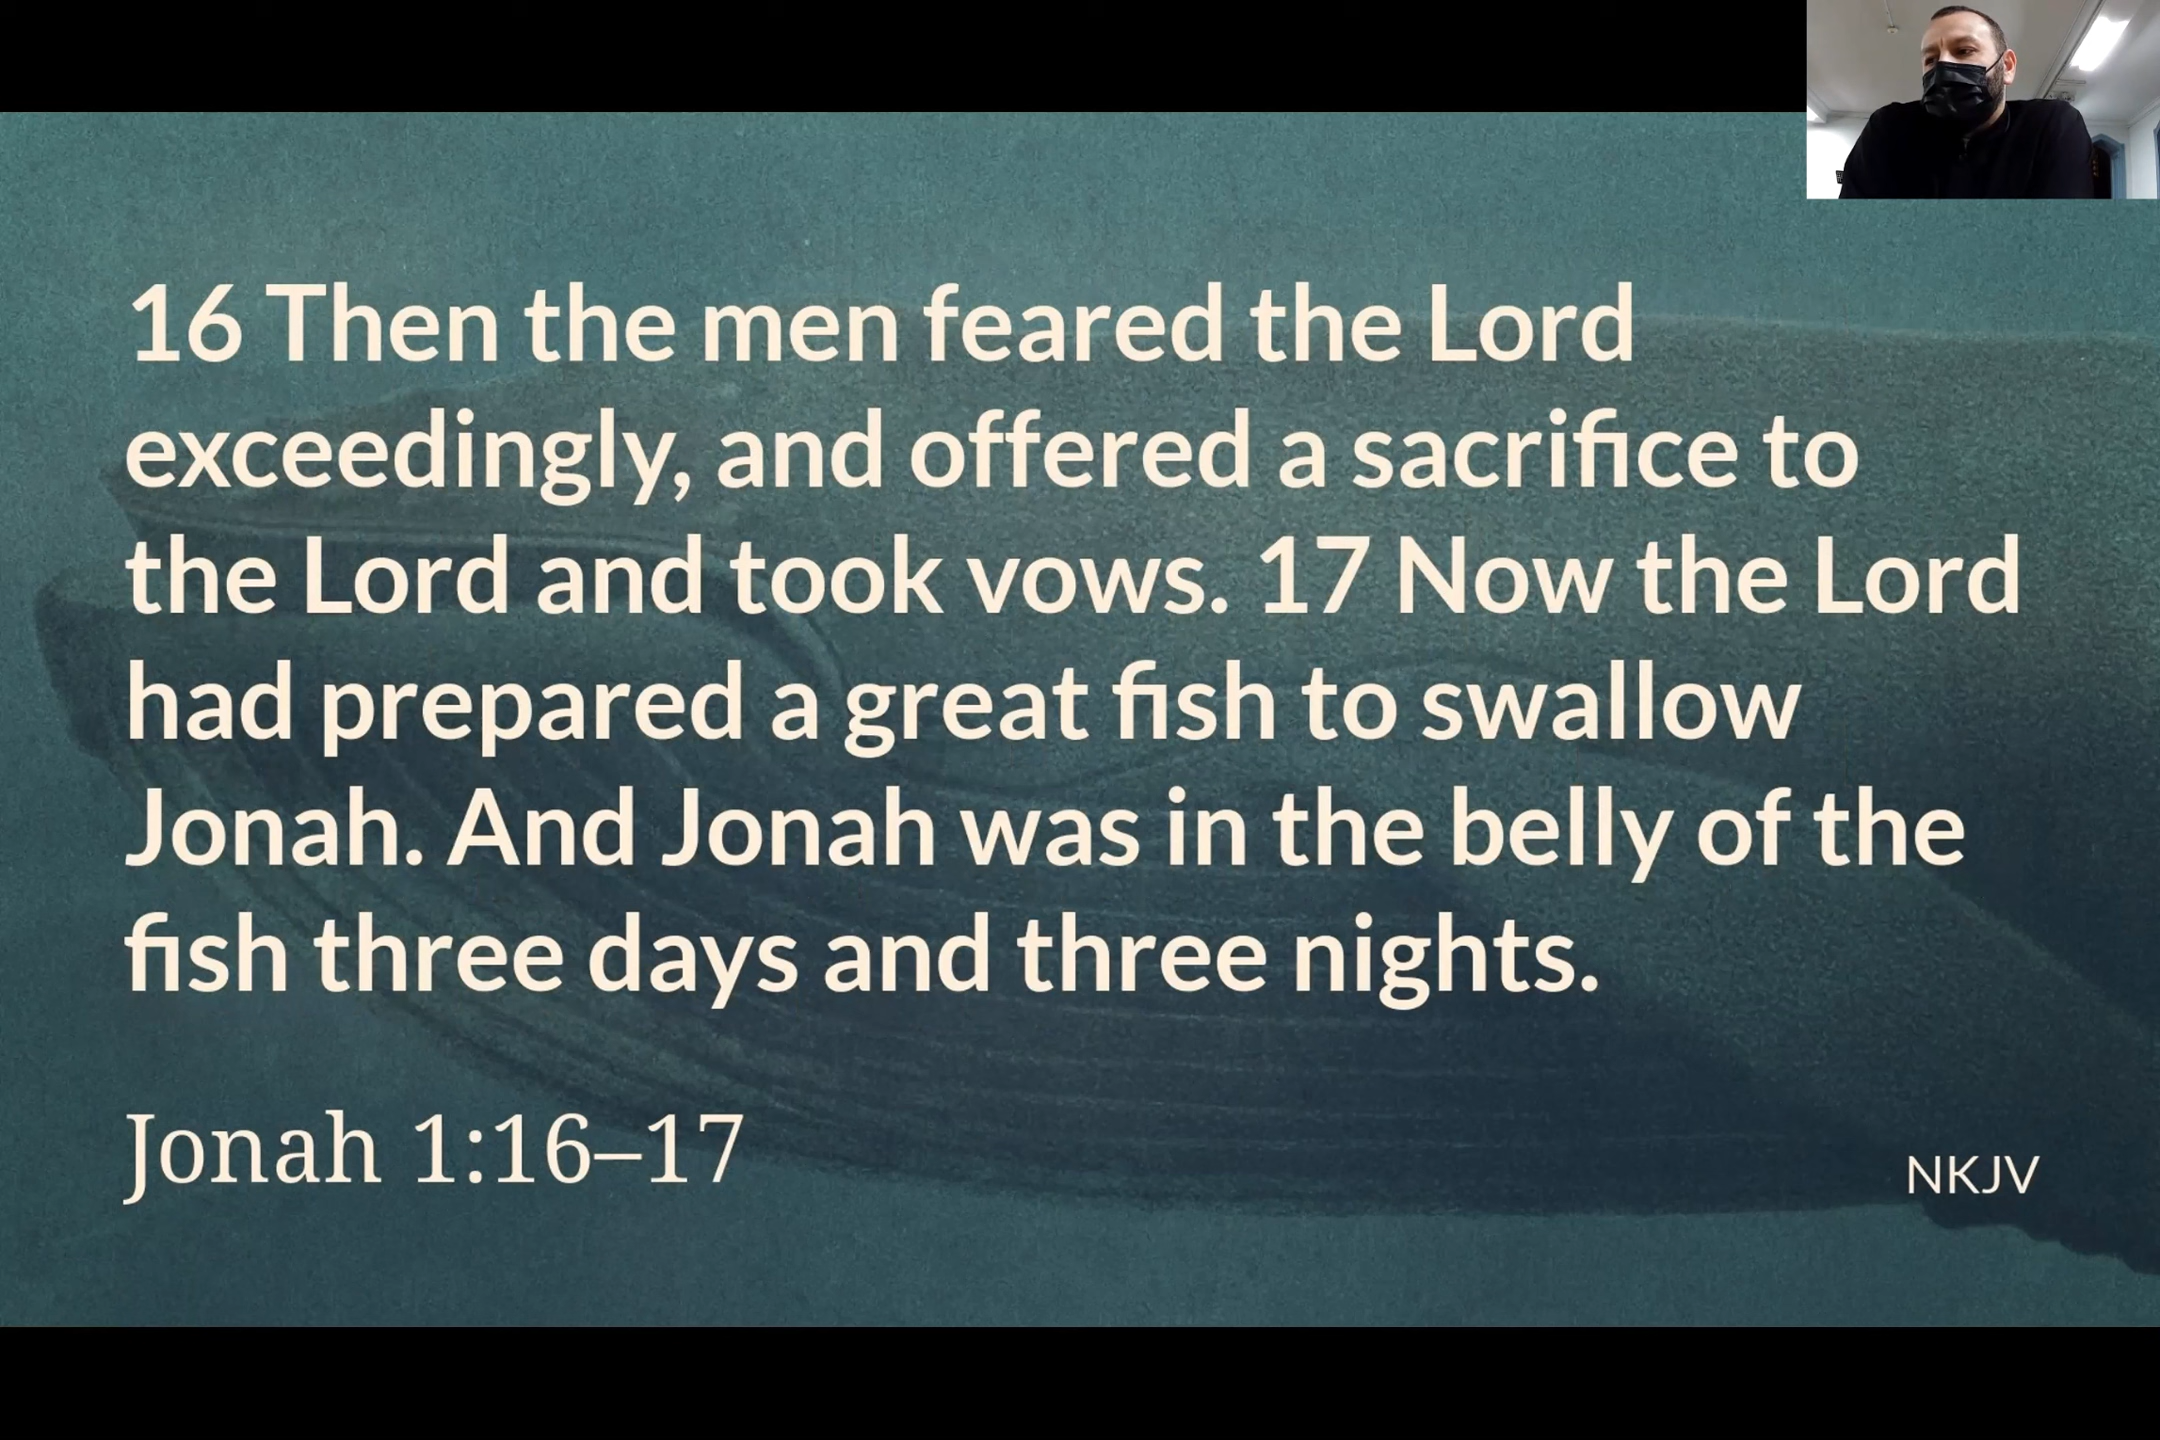 16 Then the men feared the Lord
exceedingly, and offered a sacrifice to
the Lord and took vows. 17 Now the Lord
had prepared a great fish to swallow
Jonah. And Jonah was in the belly of the
fish three days and three nights.
Jonah 1:16–17
NKJV